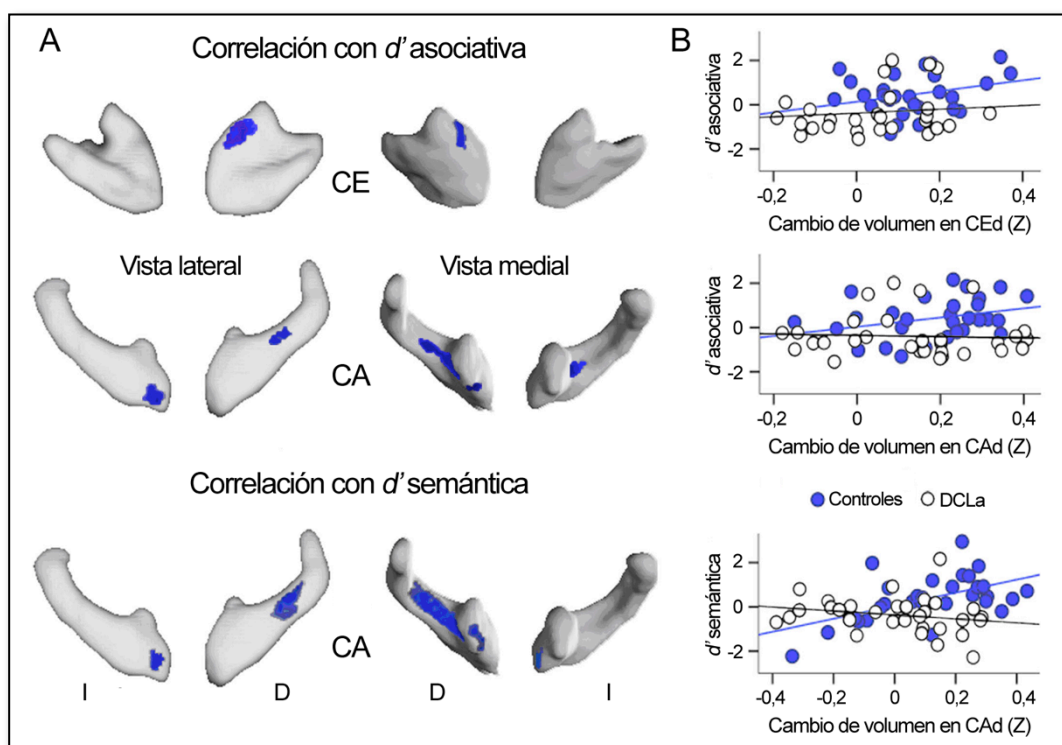 A
Correlación con d' asociativa
CE
Vista lateral
Vista medial
CA
Correlación con d' semántica
CA
I
D
D
I
B
d' asociativa
2
0
-2
-0,2
0
0,2
0,4
Cambio de volumen en CEd (Z)
d' asociativa
2
0
-2
-0,2
0
0,2
0,4
Cambio de volumen en CAd (Z)
Controles
DCLa
d' semántica
2
0
-2
-0,4
-0,2
0
0,2
0,4
Cambio de volumen en CAd (Z)